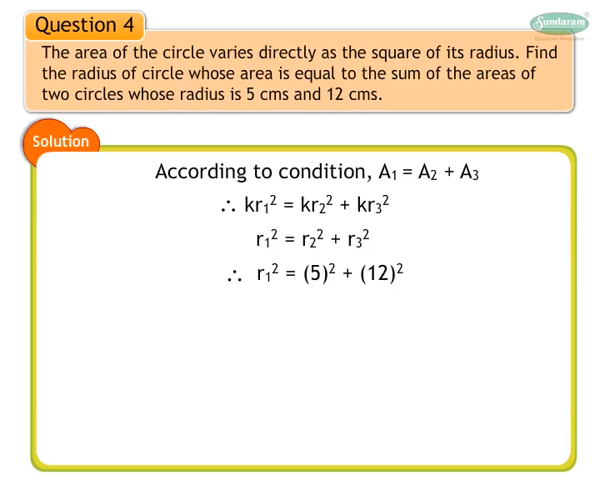 Question 4
Sundaram
The area of the circle varies directly as the square of its radius. Find
the radius of circle whose area is equal to the sum of the areas of
two circles whose radius is 5 cms and 12 cms.
Solution
According to condition, A₁ = A₂ + A₃
∴ kr₁² = kr₂² + kr₃²
r₁² = r₂² + r₃²
∴ r₁² = (5)² + (12)²